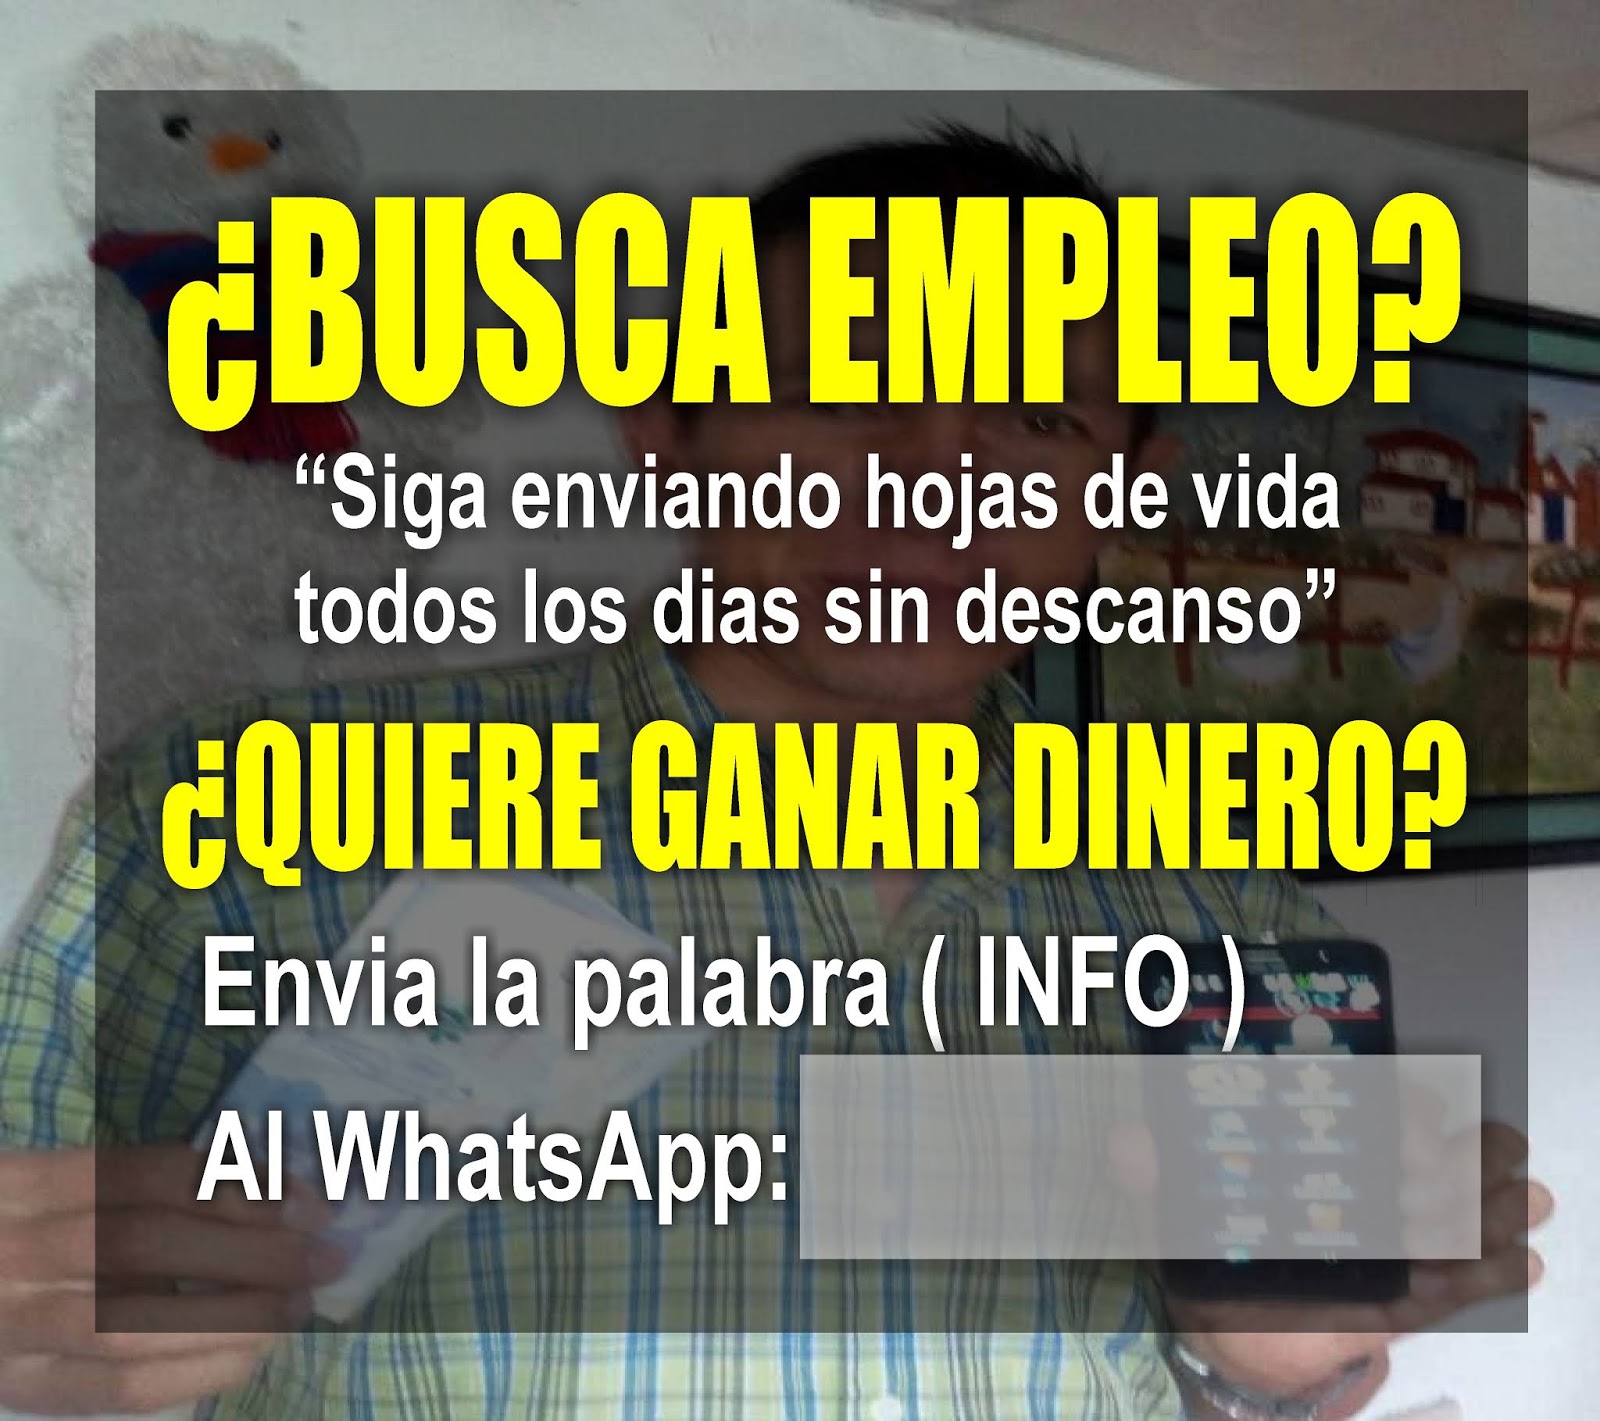 ¿BUSCA EMPLEO?
“Siga enviando hojas de vida
todos los dias sin descanso”
¿QUIERE GANAR DINERO?
Envia la palabra ( INFO )
Al WhatsApp: